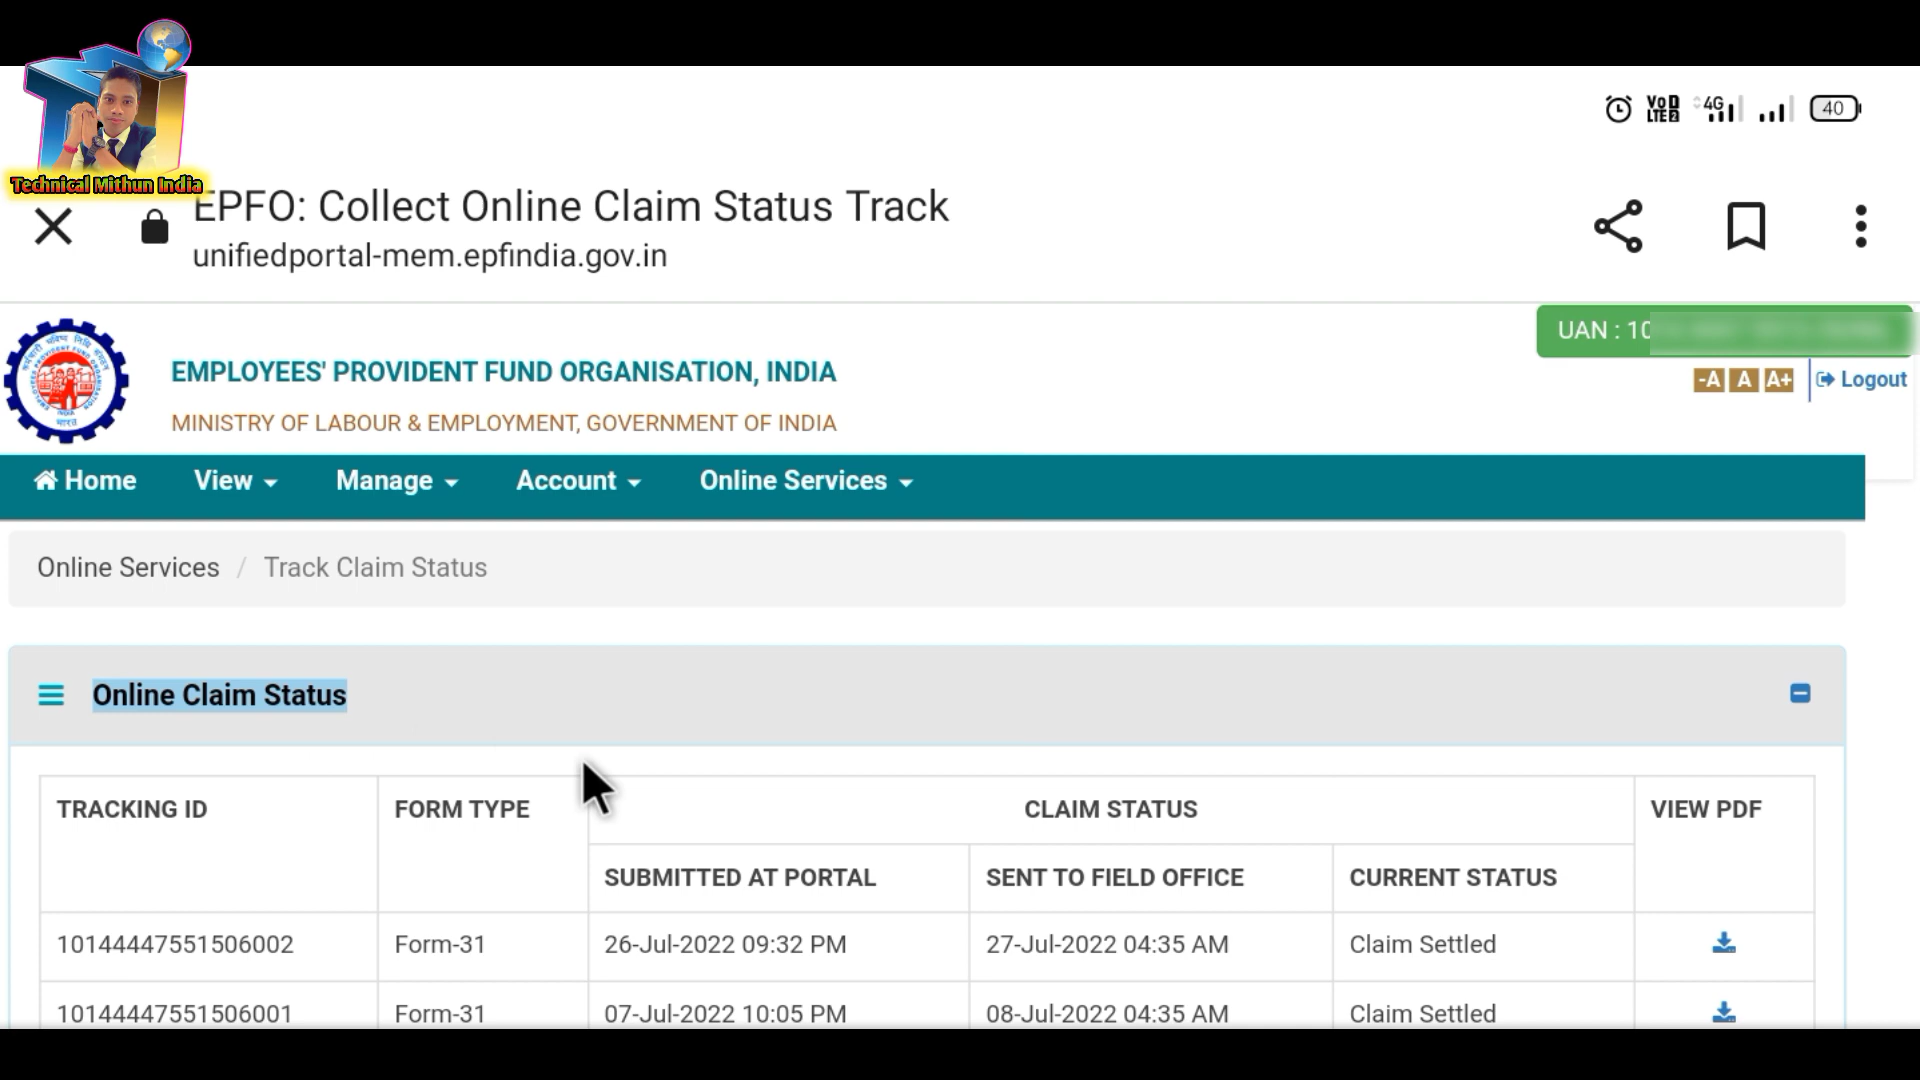 Technical Mithun India
VoD
LTE2
4G
40
EPFO: Collect Online Claim Status Track
unifiedportal-mem.epfindia.gov.in
UAN : 10
EMPLOYEES' PROVIDENT FUND ORGANISATION, INDIA
MINISTRY OF LABOUR & EMPLOYMENT, GOVERNMENT OF INDIA
-A A A+ Logout
Home View Manage Account Online Services
Online Services / Track Claim Status
Online Claim Status
TRACKING ID FORM TYPE CLAIM STATUS VIEW PDF
SUBMITTED AT PORTAL SENT TO FIELD OFFICE CURRENT STATUS
10144447551506002 Form-31 26-Jul-2022 09:32 PM 27-Jul-2022 04:35 AM Claim Settled
10144447551506001 Form-31 07-Jul-2022 10:05 PM 08-Jul-2022 04:35 AM Claim Settled